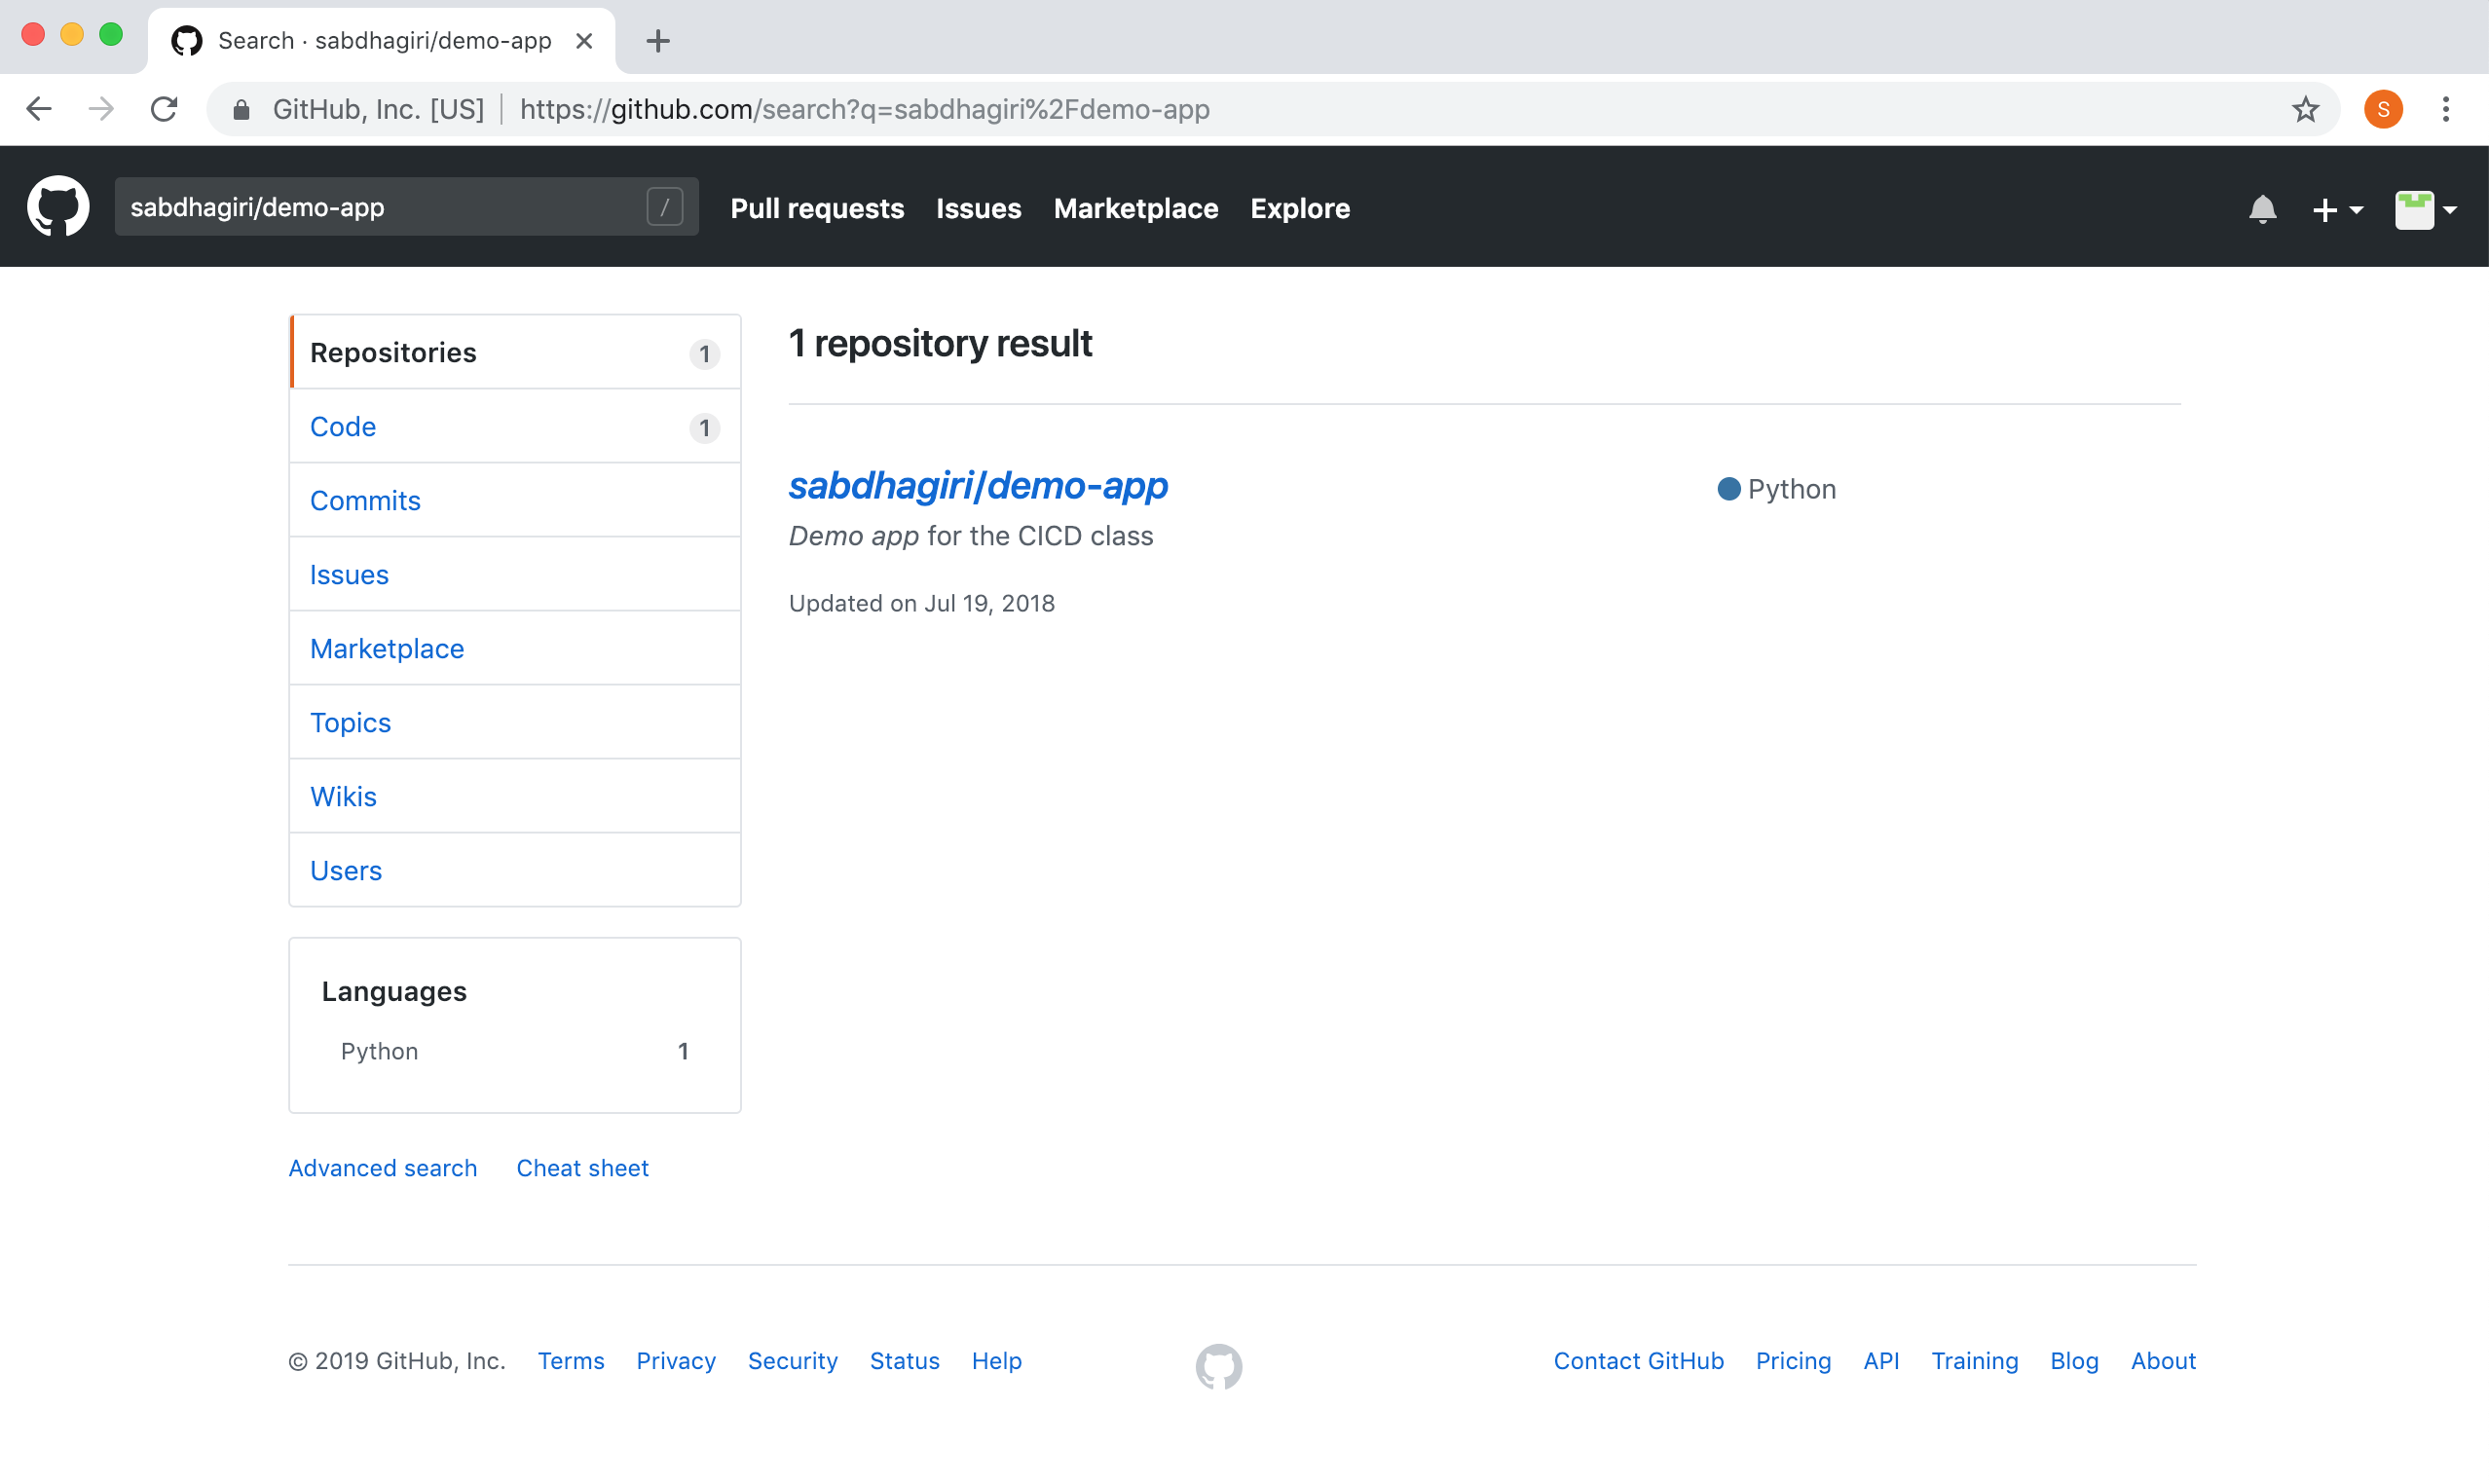 Search · sabdhagiri/demo-app
GitHub, Inc. [US] https://github.com/search?q=sabdhagiri%2Fdemo-app
S
sabdhagiri/demo-app /
Pull requests Issues Marketplace Explore
Repositories 1
Code 1
Commits
Issues
Marketplace
Topics
Wikis
Users
Languages
Python 1
Advanced search Cheat sheet
1 repository result
sabdhagiri/demo-app Python
Demo app for the CICD class
Updated on Jul 19, 2018
© 2019 GitHub, Inc. Terms Privacy Security Status Help Contact GitHub Pricing API Training Blog About